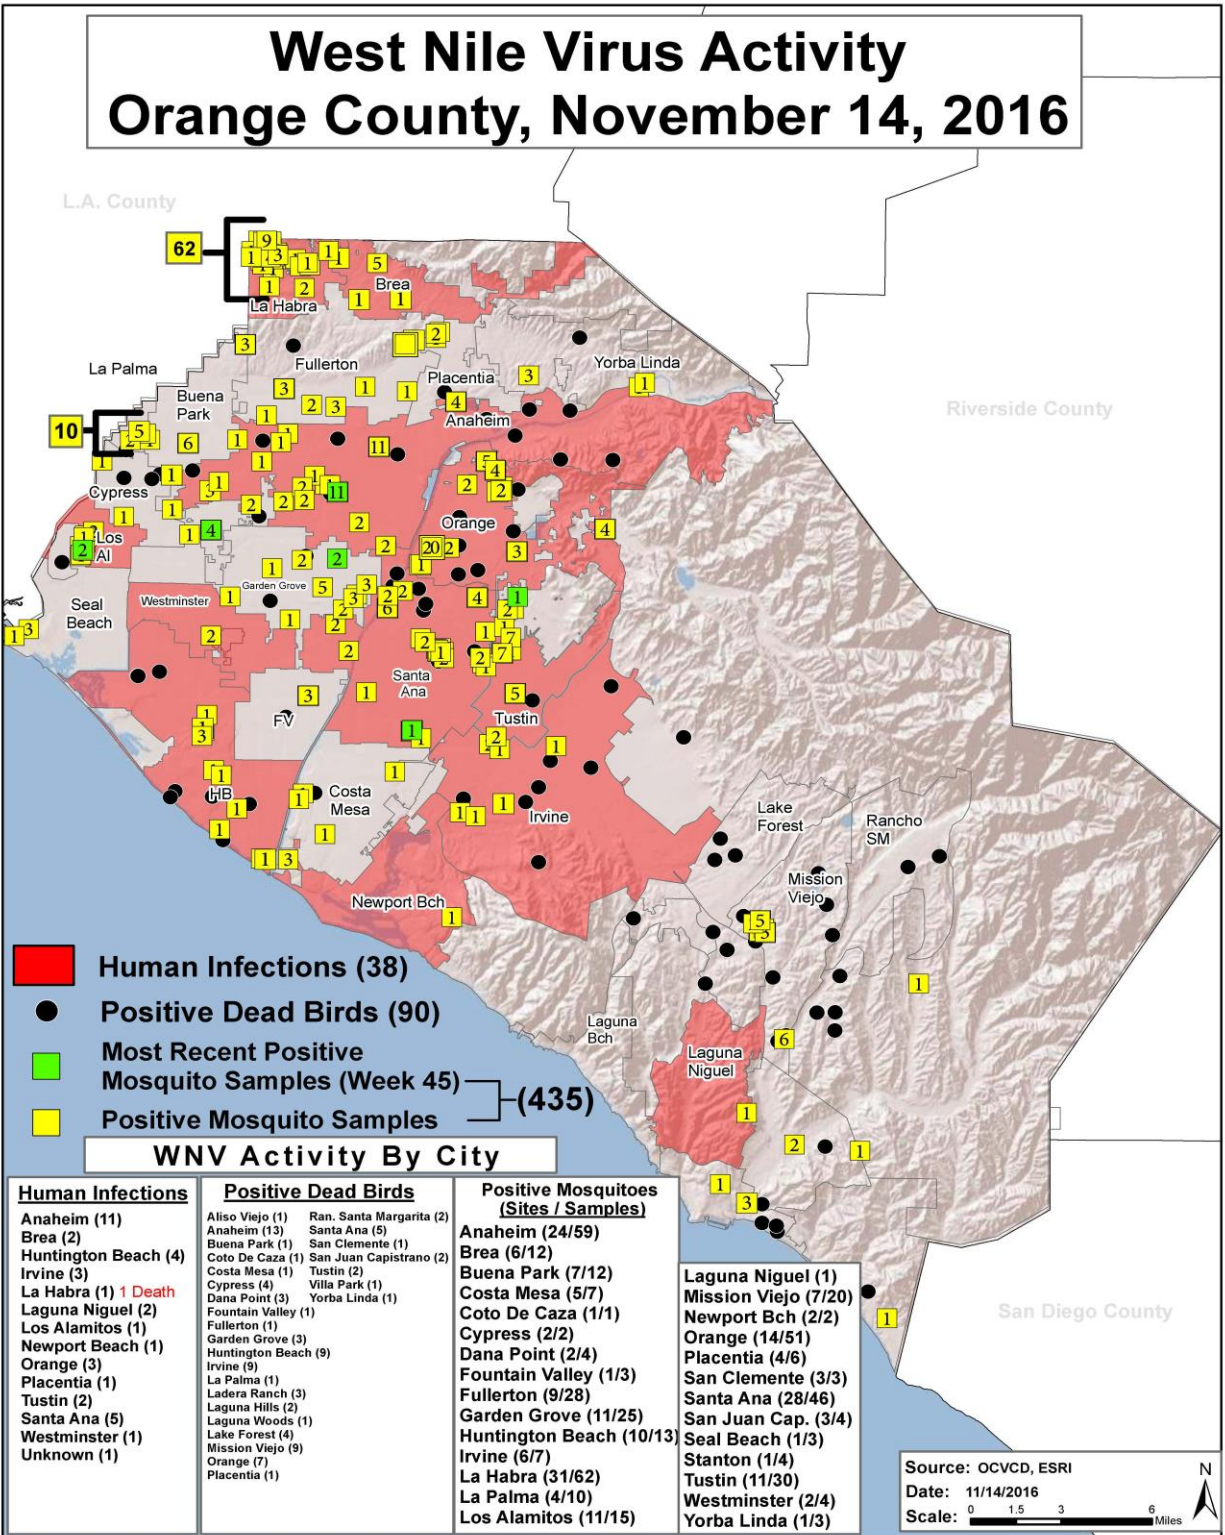 West Nile Virus Activity
Orange County, November 14, 2016
L.A. County
Riverside County
San Diego County
62
10
La Habra
Brea
Fullerton
La Palma
Buena
Park
Placentia
Yorba Linda
Anaheim
Cypress
Los
Al
Orange
Garden Grove
Westminster
Seal
Beach
Santa
Ana
FV
Tustin
HB
Costa
Mesa
Irvine
Newport Bch
Lake
Forest
Rancho
SM
Mission
Viejo
Laguna
Bch
Laguna
Niguel
Human Infections (38)
Positive Dead Birds (90)
Most Recent Positive
Mosquito Samples (Week 45)
(435)
Positive Mosquito Samples
WNV Activity By City
Human Infections
Anaheim (11)
Brea (2)
Huntington Beach (4)
Irvine (3)
La Habra (1) 1 Death
Laguna Niguel (2)
Los Alamitos (1)
Newport Beach (1)
Orange (3)
Placentia (1)
Tustin (2)
Santa Ana (5)
Westminster (1)
Unknown (1)
Positive Dead Birds
Aliso Viejo (1)
Anaheim (13)
Buena Park (1)
Coto De Caza (1)
Costa Mesa (1)
Cypress (4)
Dana Point (3)
Fountain Valley (1)
Fullerton (1)
Garden Grove (3)
Huntington Beach (9)
Irvine (9)
La Palma (1)
Ladera Ranch (3)
Laguna Hills (2)
Laguna Woods (1)
Lake Forest (4)
Mission Viejo (9)
Orange (7)
Placentia (1)
Ran. Santa Margarita (2)
Santa Ana (5)
San Clemente (1)
San Juan Capistrano (2)
Tustin (2)
Villa Park (1)
Yorba Linda (1)
Positive Mosquitoes
(Sites / Samples)
Anaheim (24/59)
Brea (6/12)
Buena Park (7/12)
Costa Mesa (5/7)
Coto De Caza (1/1)
Cypress (2/2)
Dana Point (2/4)
Fountain Valley (1/3)
Fullerton (9/28)
Garden Grove (11/25)
Huntington Beach (10/13)
Irvine (6/7)
La Habra (31/62)
La Palma (4/10)
Los Alamitos (11/15)
Laguna Niguel (1)
Mission Viejo (7/20)
Newport Bch (2/2)
Orange (14/51)
Placentia (4/6)
San Clemente (3/3)
Santa Ana (28/46)
San Juan Cap. (3/4)
Seal Beach (1/3)
Stanton (1/4)
Tustin (11/30)
Westminster (2/4)
Yorba Linda (1/3)
Source: OCVCD, ESRI
Date: 11/14/2016
Scale: 0 1.5 3 6 Miles
N